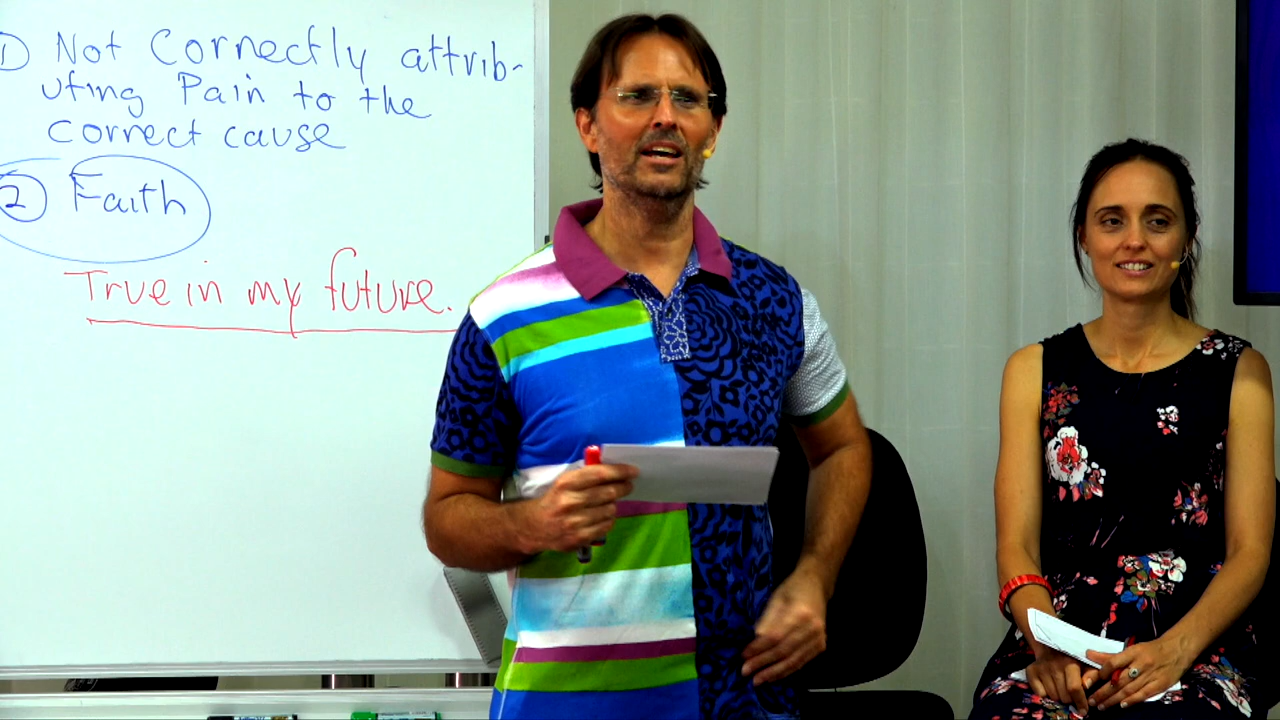 1) Not Correctly attrib-
uting Pain to the
correct cause
2 Faith
True in my future.